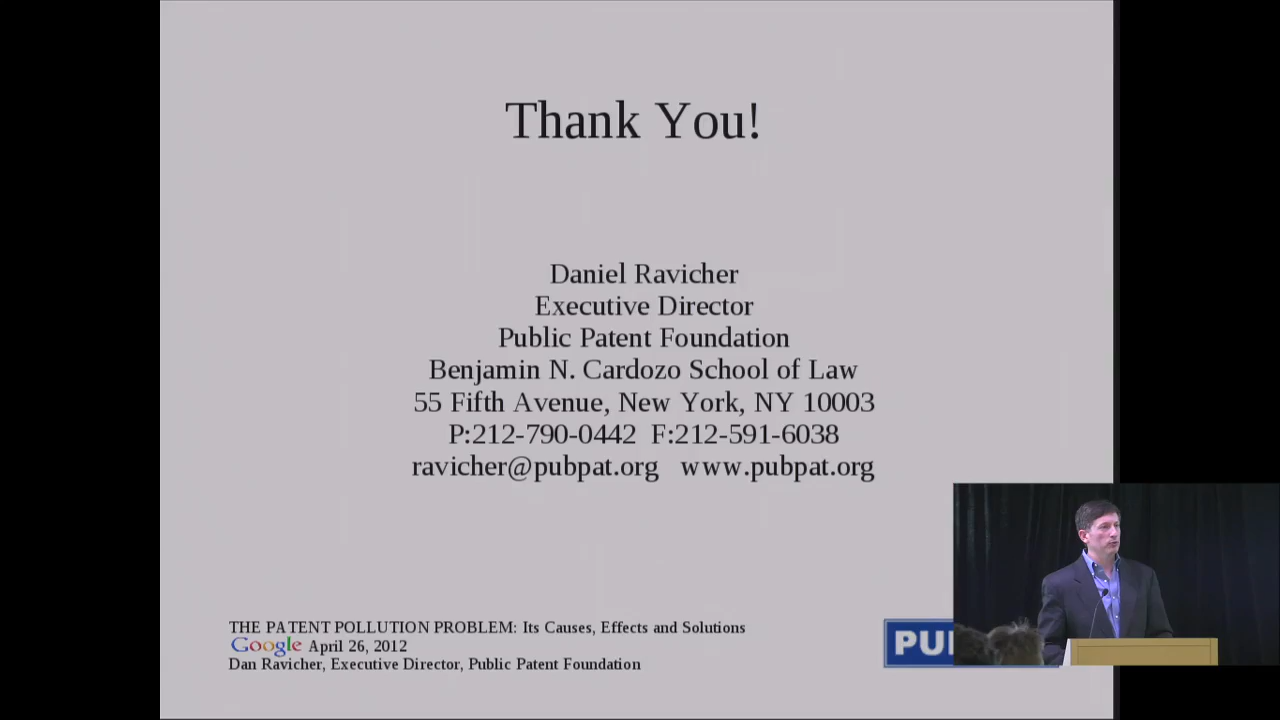 Thank You!
Daniel Ravicher
Executive Director
Public Patent Foundation
Benjamin N. Cardozo School of Law
55 Fifth Avenue, New York, NY 10003
P:212-790-0442 F:212-591-6038
ravicher@pubpat.org www.pubpat.org
THE PATENT POLLUTION PROBLEM: Its Causes, Effects and Solutions
Google April 26, 2012
Dan Ravicher, Executive Director, Public Patent Foundation